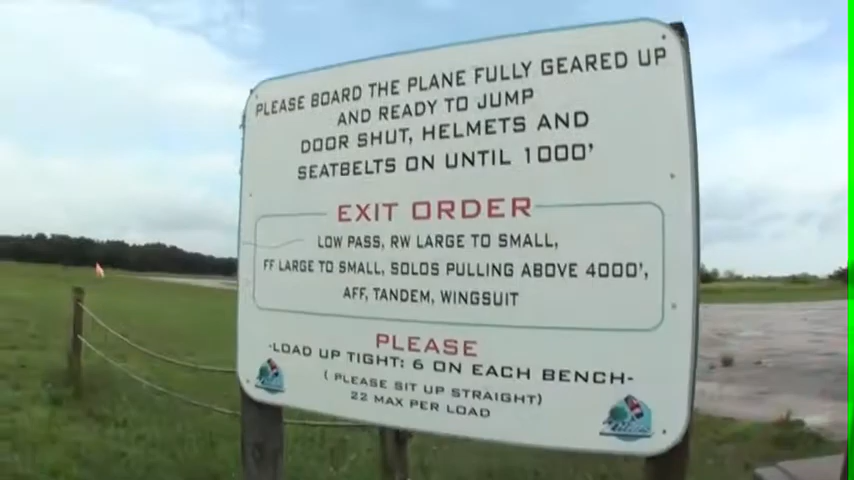 PLEASE BOARD THE PLANE FULLY GEARED UP
AND READY TO JUMP
DOOR SHUT, HELMETS AND
SEATBELTS ON UNTIL 1000'
EXIT ORDER
LOW PASS, RW LARGE TO SMALL,
FF LARGE TO SMALL, SOLOS PULLING ABOVE 4000',
AFF, TANDEM, WINGSUIT
PLEASE
-LOAD UP TIGHT: 6 ON EACH BENCH-
( PLEASE SIT UP STRAIGHT)
22 MAX PER LOAD